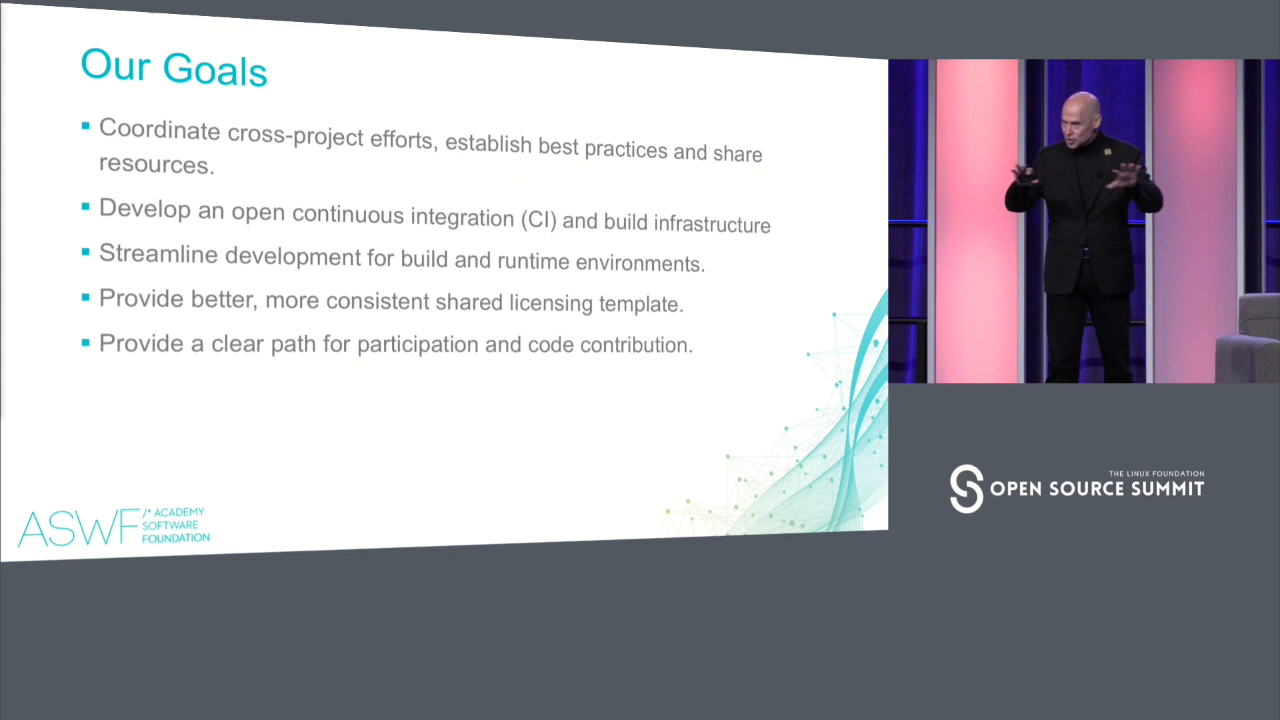 Our Goals
Coordinate cross-project efforts, establish best practices and share
resources.
Develop an open continuous integration (CI) and build infrastructure
Streamline development for build and runtime environments.
Provide better, more consistent shared licensing template.
Provide a clear path for participation and code contribution.
ASWF
/* ACADEMY
SOFTWARE
FOUNDATION
THE LINUX FOUNDATION
OPEN SOURCE SUMMIT